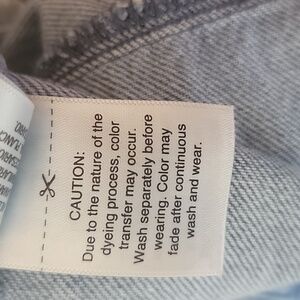 CAUTION:
Due to the nature of the
dyeing process, color
transfer may occur.
Wash separately before
wearing. Color may
fade after continuous
wash and wear.